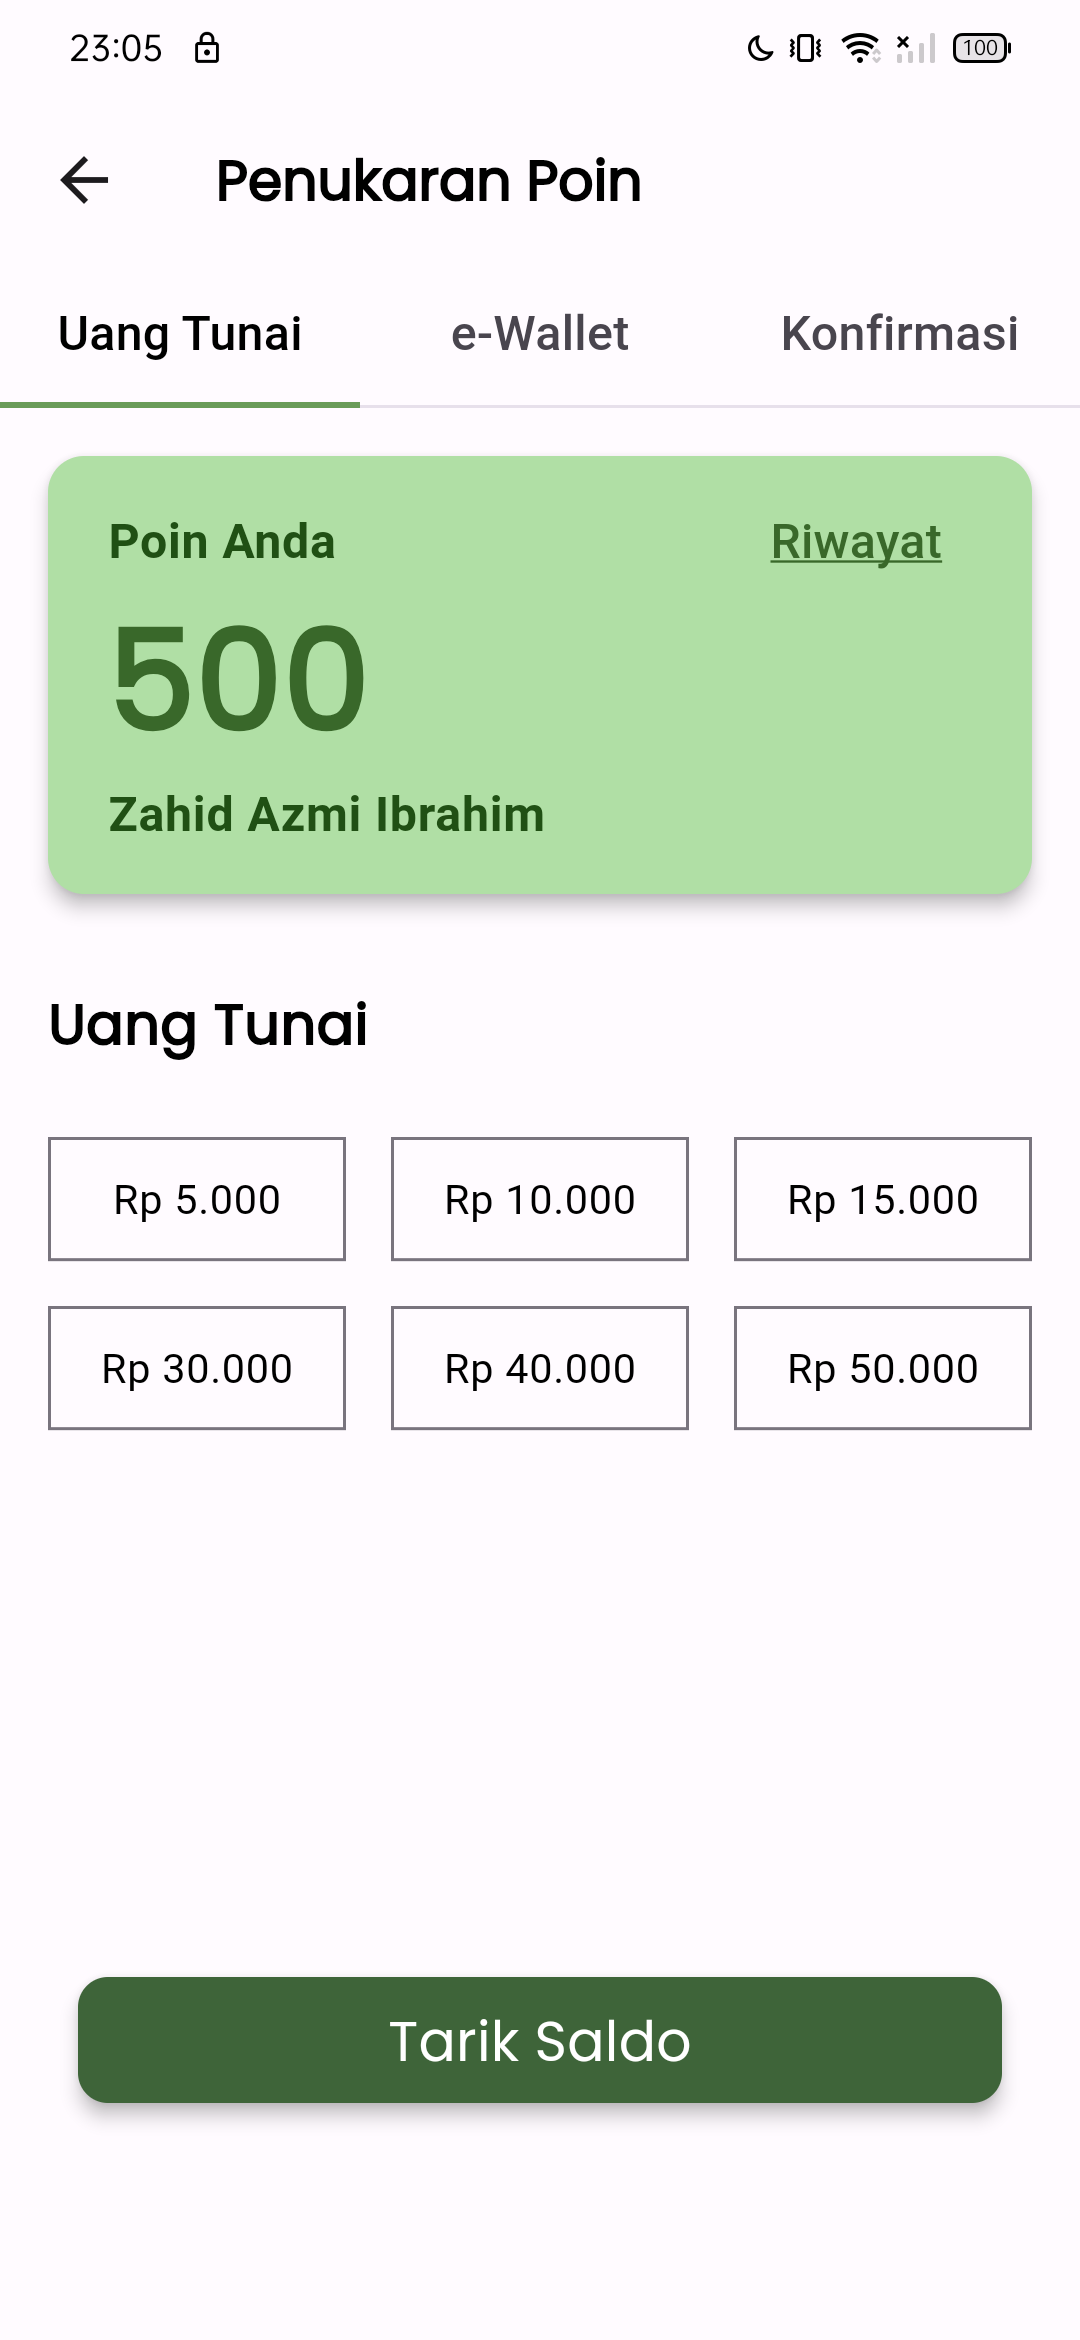 23:05
100
Penukaran Poin
Uang Tunai e-Wallet Konfirmasi
Poin Anda Riwayat
500
Zahid Azmi Ibrahim
Uang Tunai
Rp 5.000 Rp 10.000 Rp 15.000
Rp 30.000 Rp 40.000 Rp 50.000
Tarik Saldo